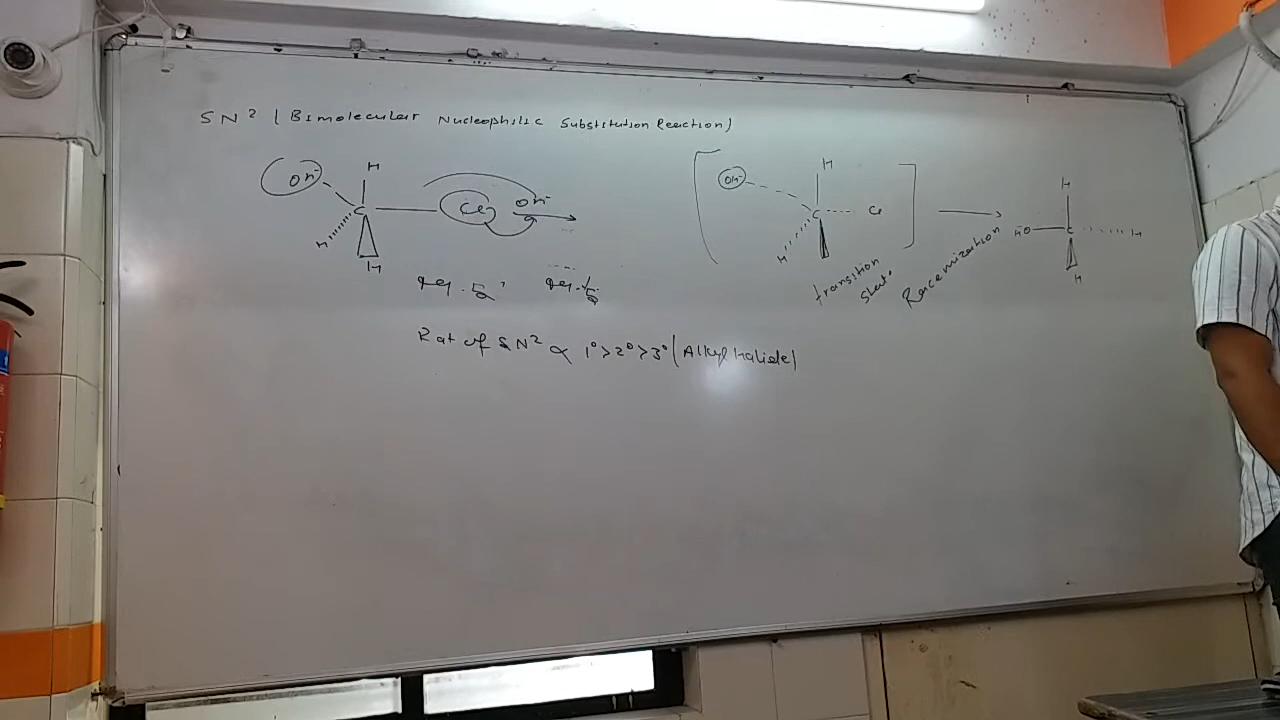 SN² (Bimolecular Nucleophilic Substitution Reaction)
OH⁻ H
C Cl OH⁻
H
H
OH⁻ H
C Cl
H
transition state
Racemization
H
HO C H
H
Rat of SN² ∝ 1°>2°>3° (Alkyl halide)